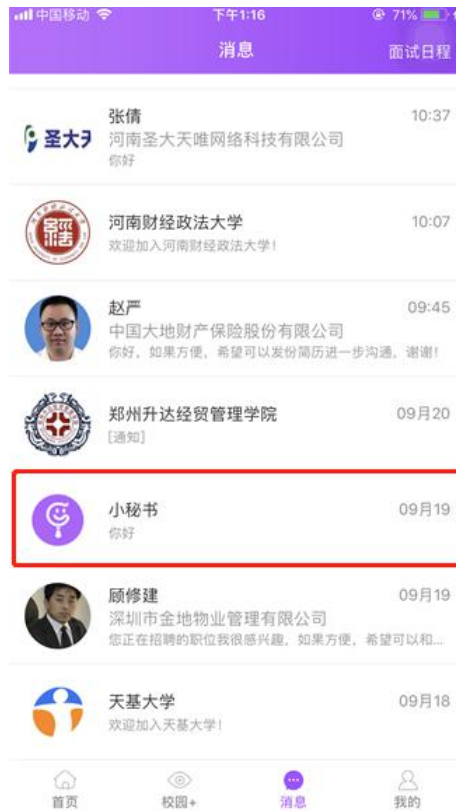 中国移动 下午1:16 71%
消息 面试日程
张倩 10:37
圣大天
河南圣大天唯网络科技有限公司
你好
河南财经政法大学 10:07
欢迎加入河南财经政法大学!
赵严 09:45
中国大地财产保险股份有限公司
你好，如果方便，希望可以发份简历进一步沟通，谢谢!
郑州升达经贸管理学院 09月20
[通知]
小秘书 09月19
你好
顾修建 09月19
深圳市金地物业管理有限公司
您正在招聘的职位我很感兴趣，如果方便，希望可以和...
天基大学 09月18
欢迎加入天基大学!
首页 校园+ 消息 我的